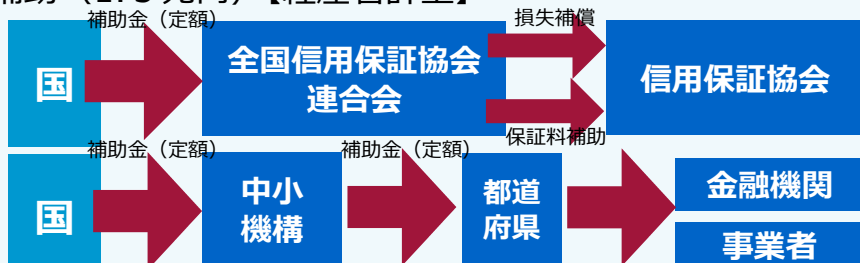 補助金（定額）
損失補償
国
全国信用保証協会
連合会
信用保証協会
保証料補助
補助金（定額）
補助金（定額）
国
中小
機構
都道
府県
金融機関
事業者